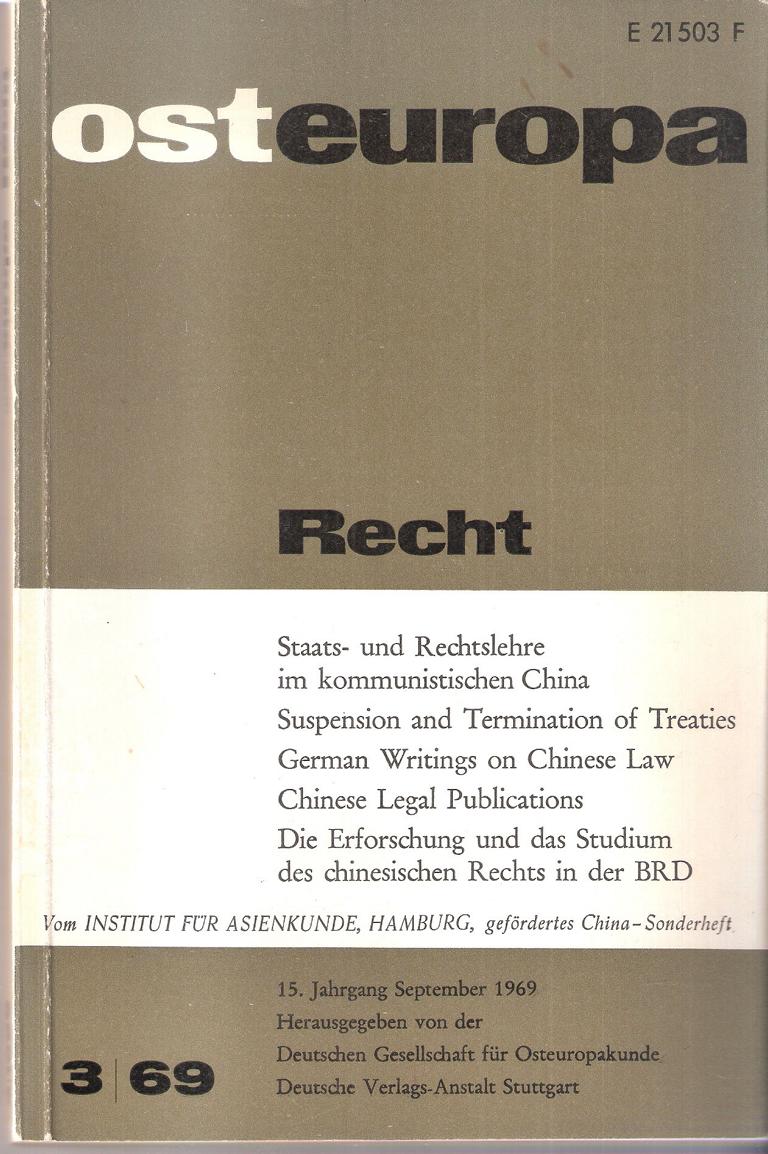 E 21503 F
osteuropa
Recht
Staats- und Rechtslehre
im kommunistischen China
Suspension and Termination of Treaties
German Writings on Chinese Law
Chinese Legal Publications
Die Erforschung und das Studium
des chinesischen Rechts in der BRD
Vom INSTITUT FÜR ASIENKUNDE, HAMBURG, gefördertes China-Sonderheft
15. Jahrgang September 1969
Herausgegeben von der
Deutschen Gesellschaft für Osteuropakunde
Deutsche Verlags-Anstalt Stuttgart
3|69